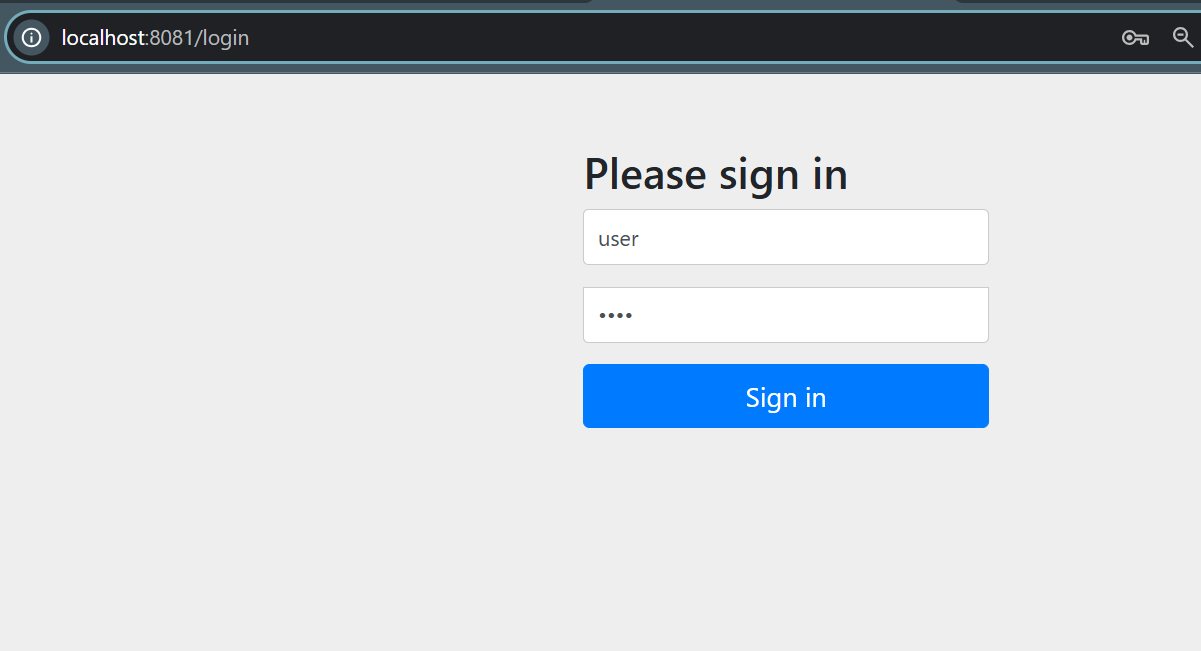 localhost:8081/login
Please sign in
user
••••
Sign in